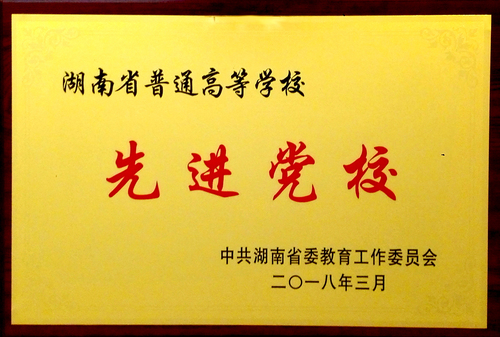 湖南省普通高等学校
先进党校
中共湖南省委教育工作委员会
二〇一八年三月